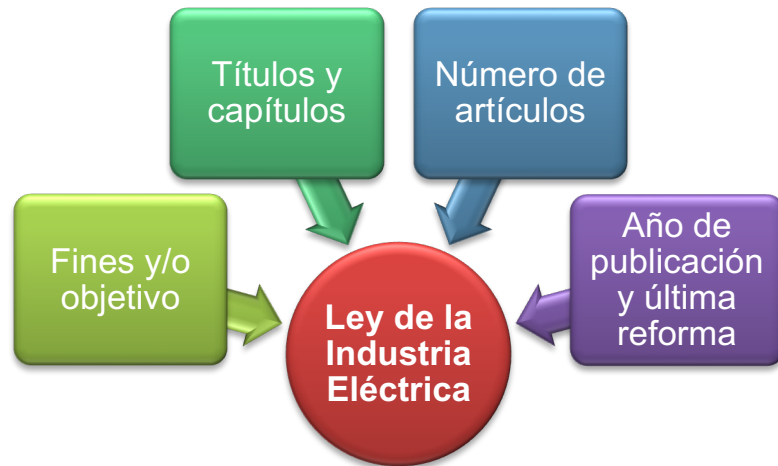 Títulos y
capítulos
Número de
artículos
Fines y/o
objetivo
Año de
publicación
y última
reforma
Ley de la
Industria
Eléctrica